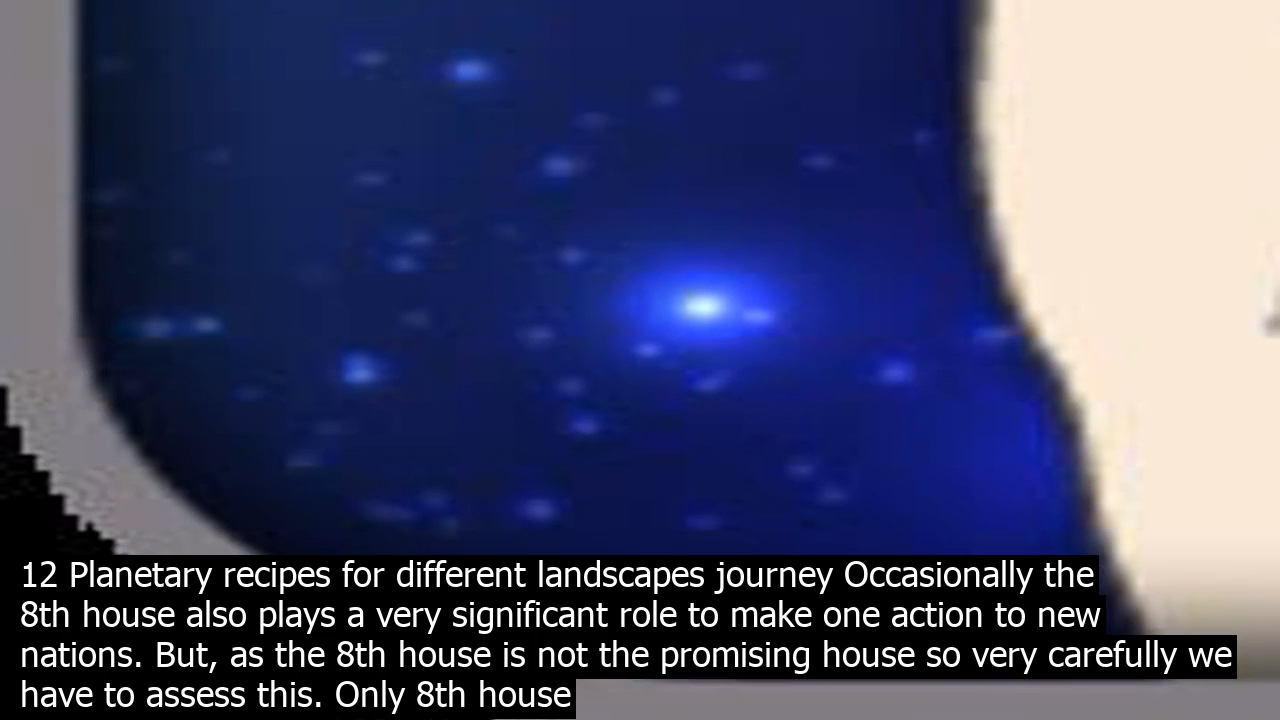 12 Planetary recipes for different landscapes journey Occasionally the
8th house also plays a very significant role to make one action to new
nations. But, as the 8th house is not the promising house so very carefully we
have to assess this. Only 8th house